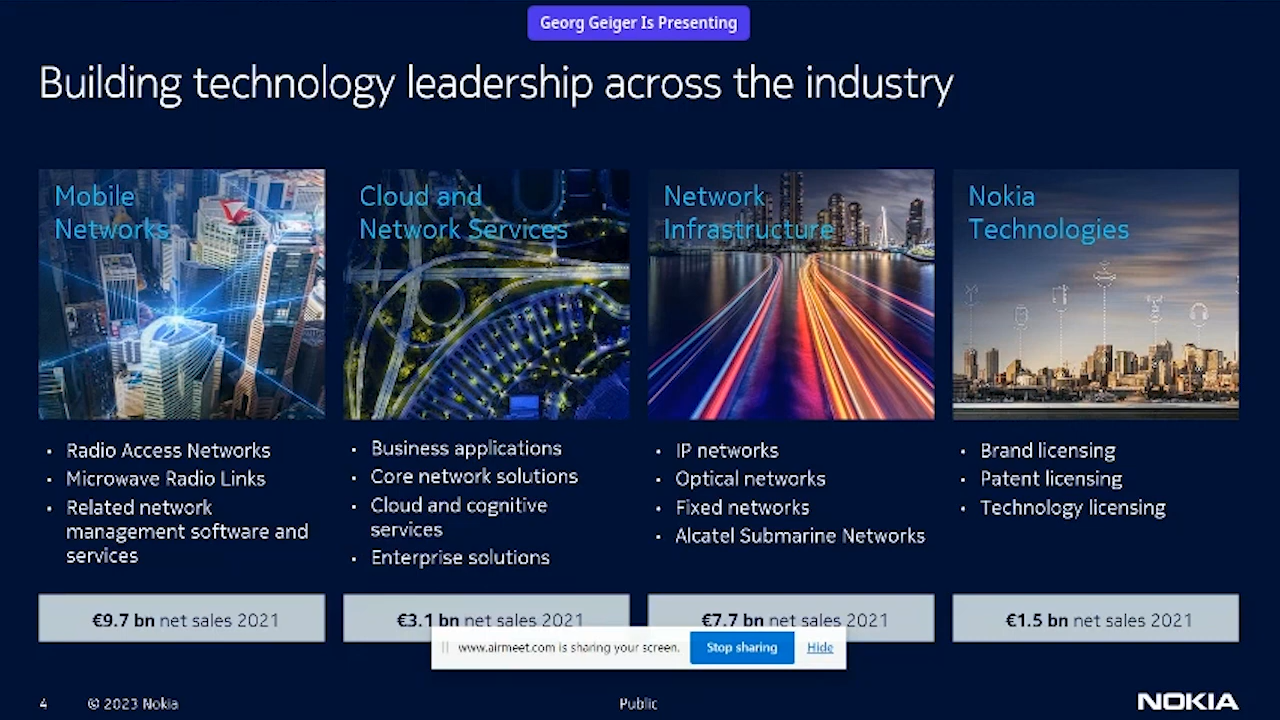 Georg Geiger Is Presenting
Building technology leadership across the industry
Mobile
Networks
Cloud and
Network Services
Network
Infrastructure
Nokia
Technologies
• Radio Access Networks
• Microwave Radio Links
• Related network
management software and
services
• Business applications
• Core network solutions
• Cloud and cognitive
services
• Enterprise solutions
• IP networks
• Optical networks
• Fixed networks
• Alcatel Submarine Networks
• Brand licensing
• Patent licensing
• Technology licensing
€9.7 bn net sales 2021
€3.1 bn net sales 2021
€7.7 bn net sales 2021
€1.5 bn net sales 2021
www.airmeet.com is sharing your screen.
Stop sharing
Hide
4
© 2023 Nokia
Public
NOKIA